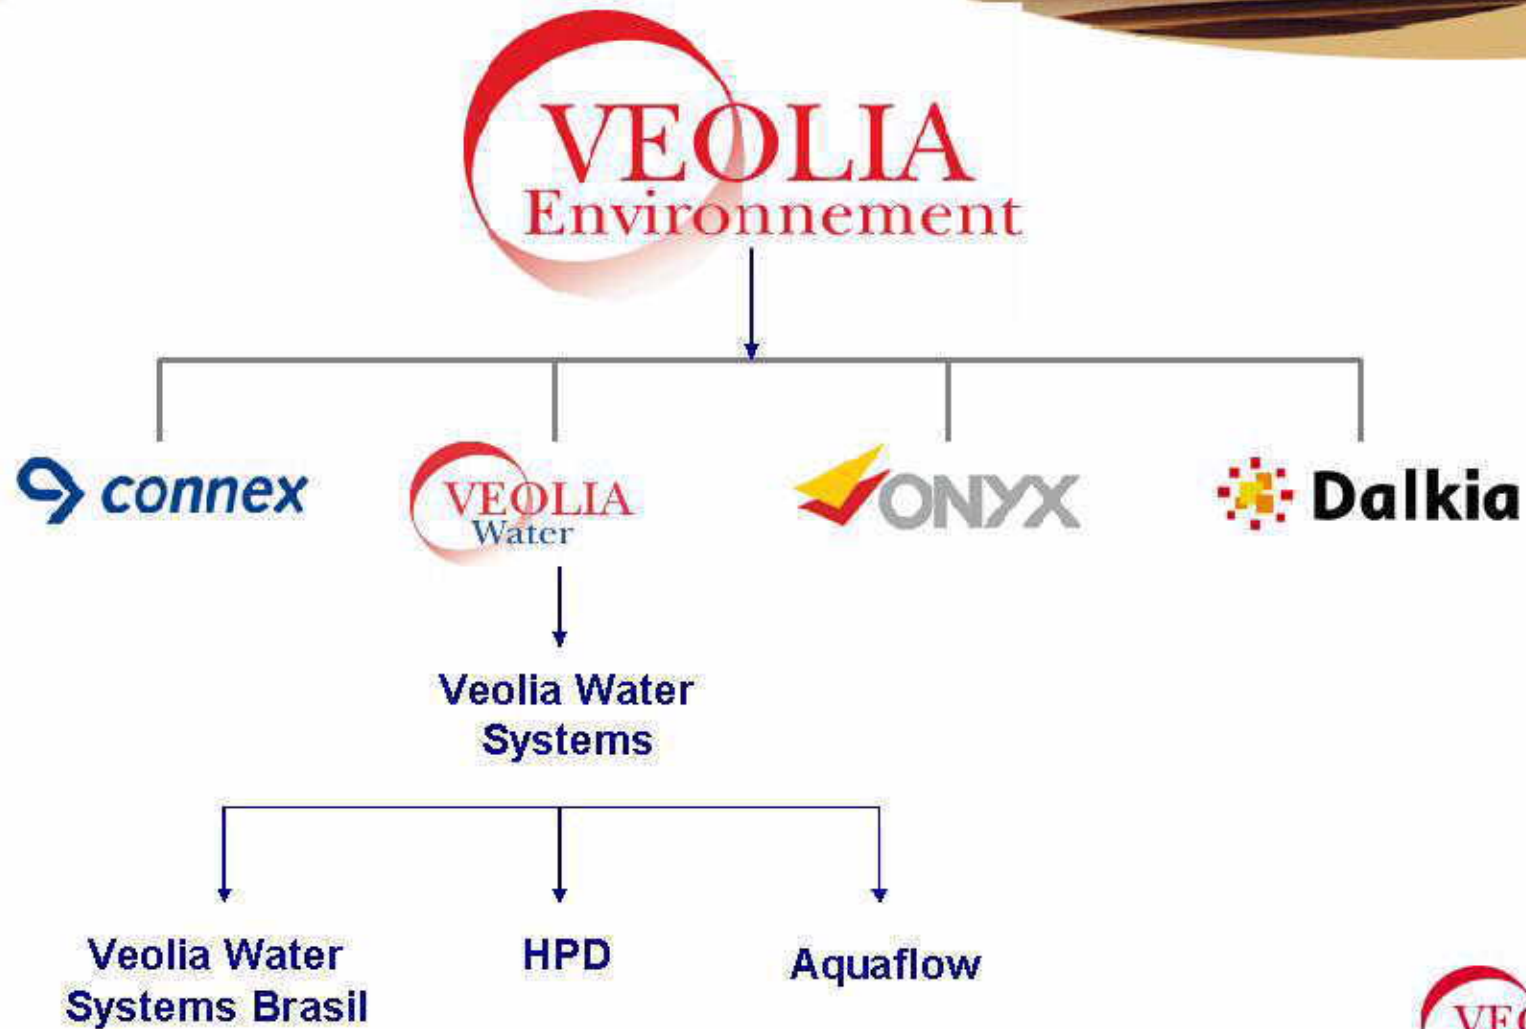 VEOLIA
Environnement
connex
VEOLIA
Water
ONYX
Dalkia
Veolia Water
Systems
Veolia Water
Systems Brasil
HPD
Aquaflow